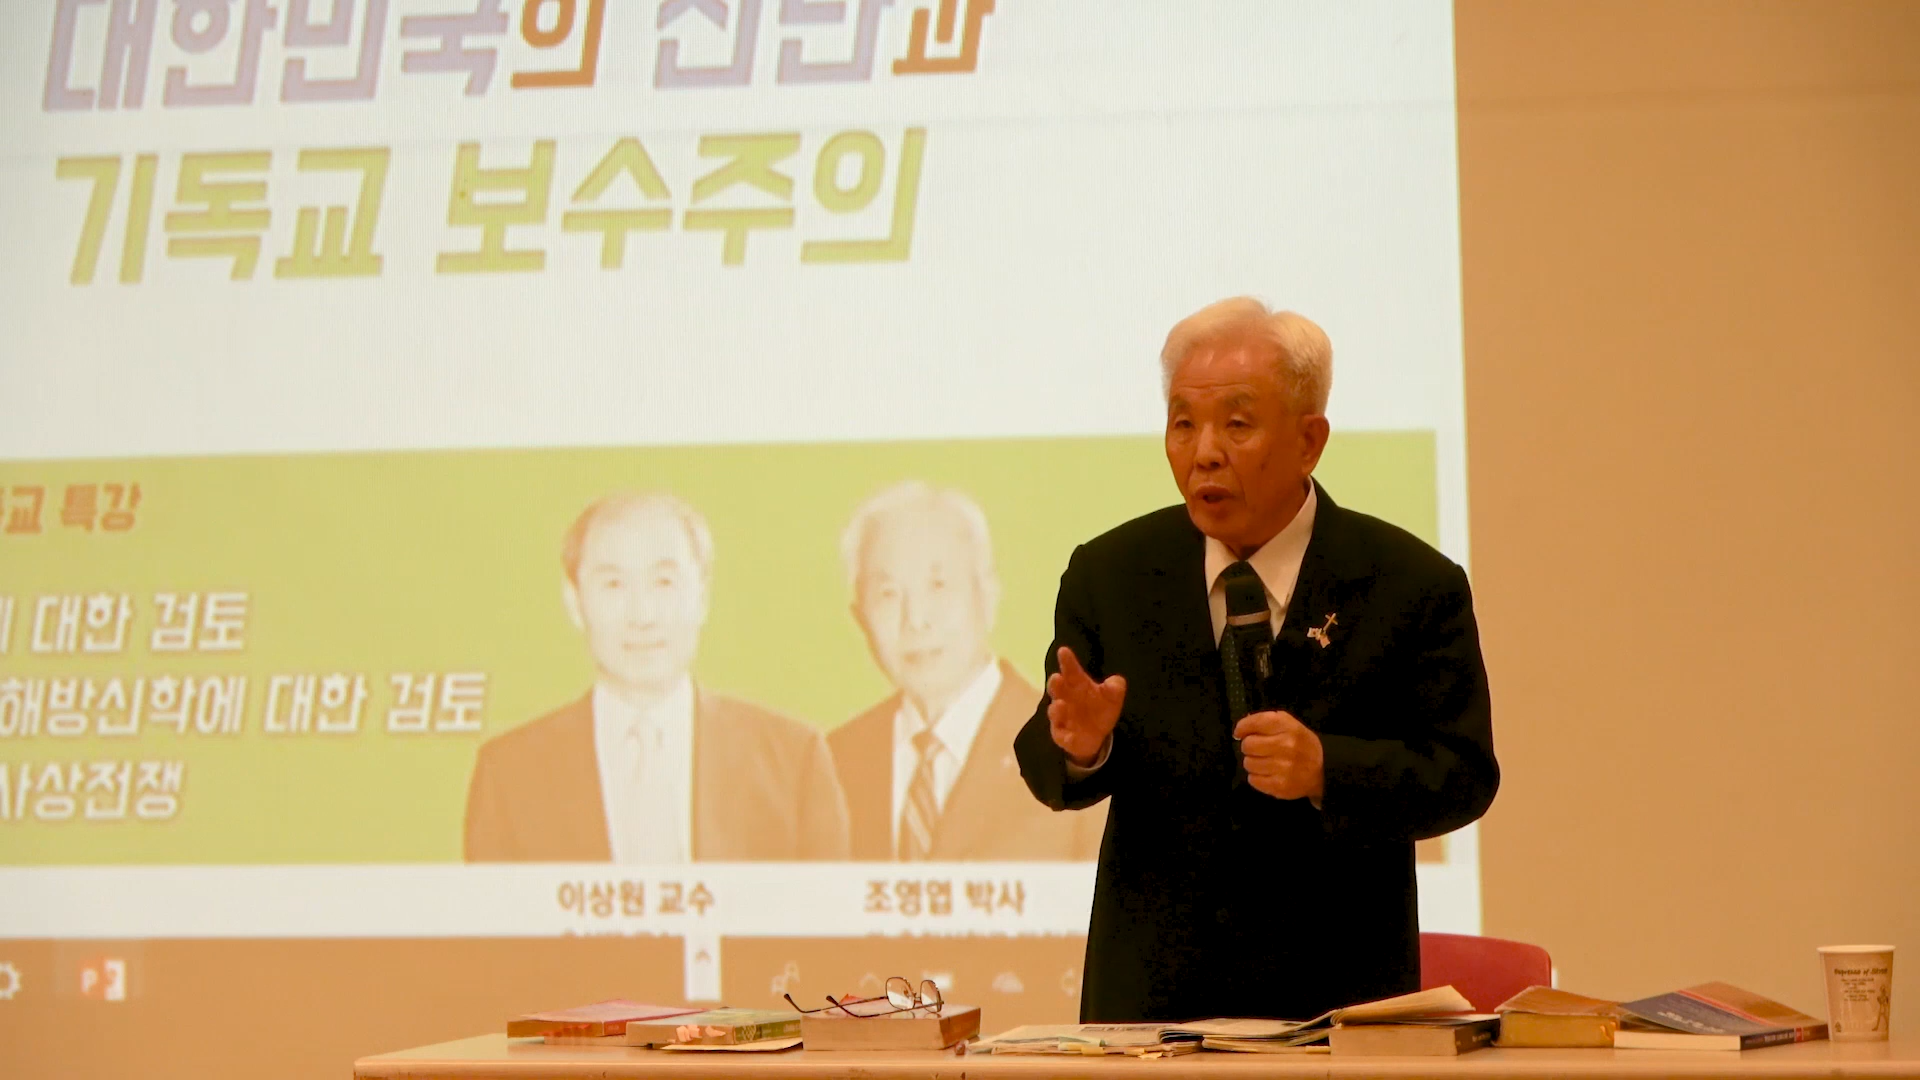 대한민국의 진단과
기독교 보수주의
특강
대한 검토
해방신학에 대한 검토
사상전쟁
이상원 교수
조영엽 박사